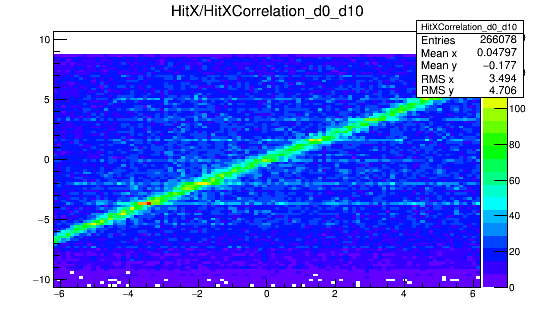 HitX/HitXCorrelation_d0_d10
HitXCorrelation_d0_d10
Entries 266078
Mean x 0.04797
Mean y −0.177
RMS x 3.494
RMS y 4.706
10
5
0
−5
−10
−6 −4 −2 0 2 4 6
100
80
60
40
20
0